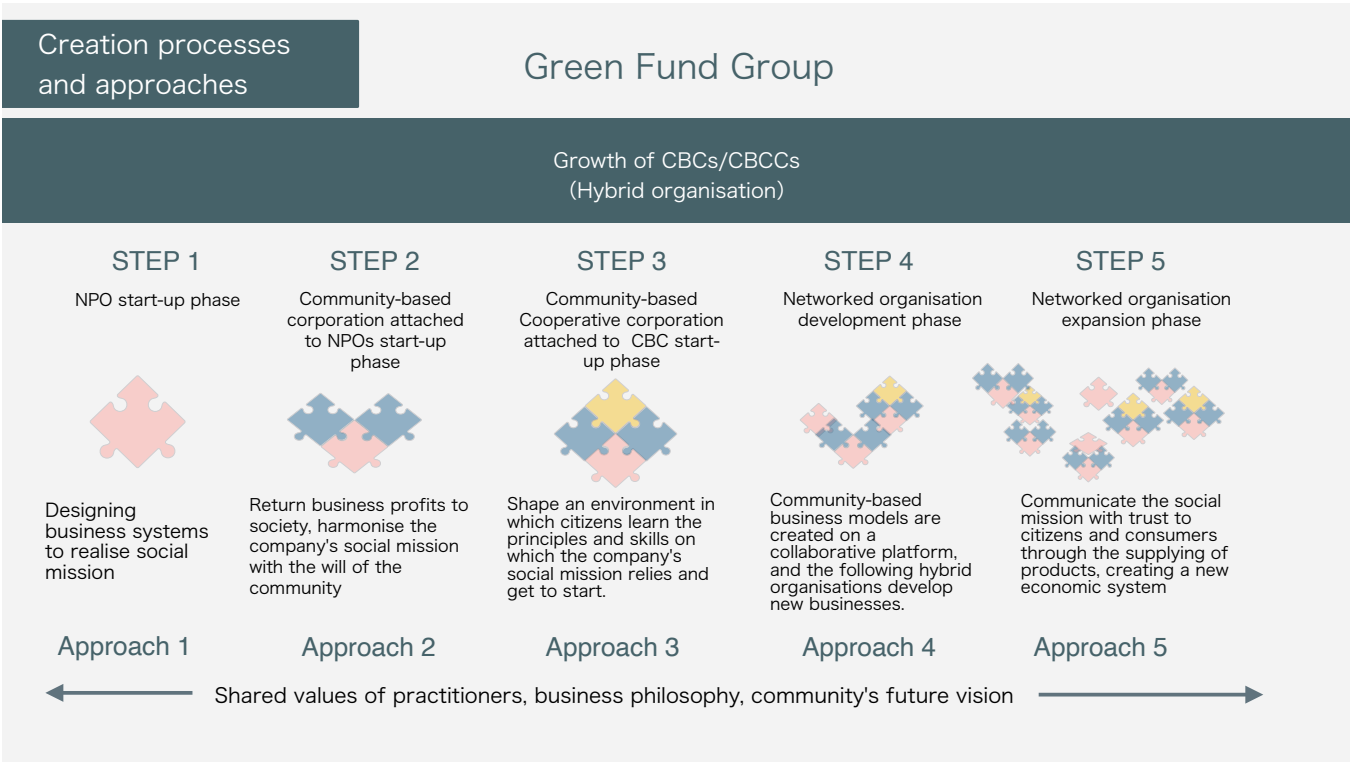 Creation processes
and approaches
Green Fund Group
Growth of CBCs/CBCCs
(Hybrid organisation)
STEP 1
NPO start-up phase
STEP 2
Community-based
corporation attached
to NPOs start-up
phase
STEP 3
Community-based
Cooperative corporation
attached to CBC start-
up phase
STEP 4
Networked organisation
development phase
STEP 5
Networked organisation
expansion phase
Designing
business systems
to realise social
mission
Return business profits to
society, harmonise the
company's social mission
with the will of the
community
Shape an environment in
which citizens learn the
principles and skills on
which the company's
social mission relies and
get to start.
Community-based
business models are
created on a
collaborative platform,
and the following hybrid
organisations develop
new businesses.
Communicate the social
mission with trust to
citizens and consumers
through the supplying of
products, creating a new
economic system
Approach 1
Approach 2
Approach 3
Approach 4
Approach 5
Shared values of practitioners, business philosophy, community's future vision